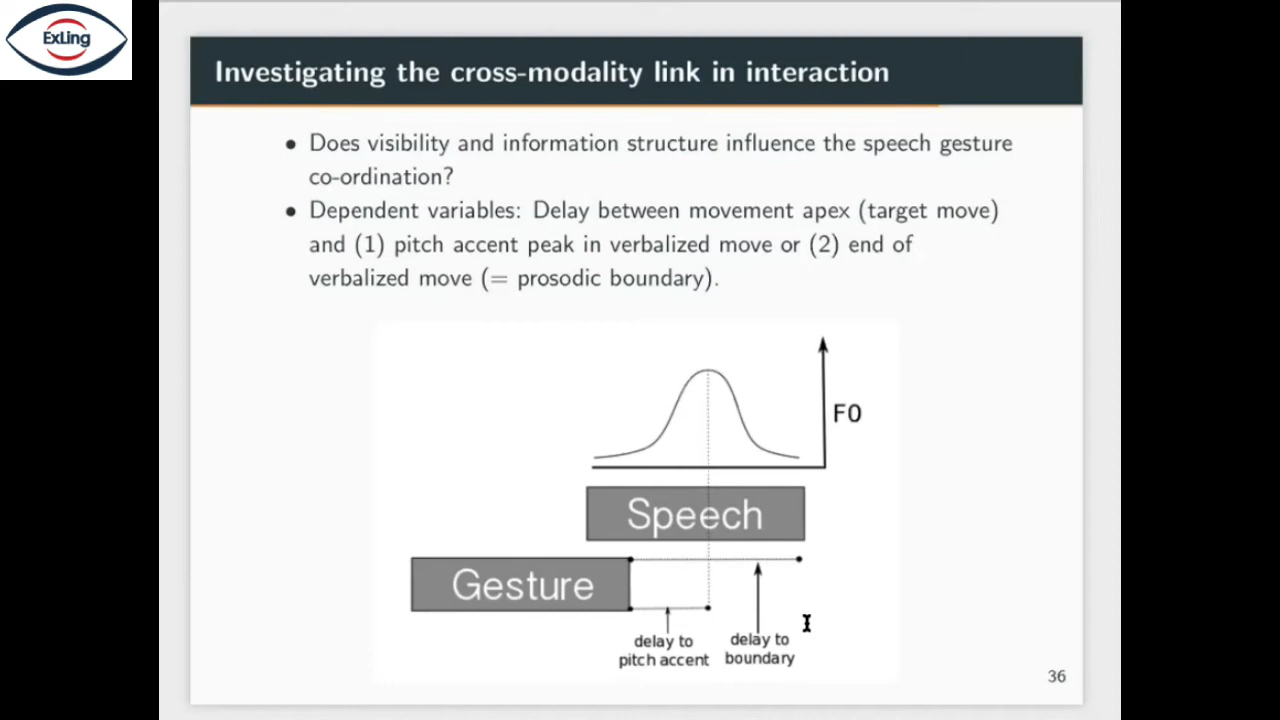 ExLing
Investigating the cross-modality link in interaction
• Does visibility and information structure influence the speech gesture
co-ordination?
• Dependent variables: Delay between movement apex (target move)
and (1) pitch accent peak in verbalized move or (2) end of
verbalized move (= prosodic boundary).
F0
Speech
Gesture
delay to
pitch accent
delay to
boundary
36